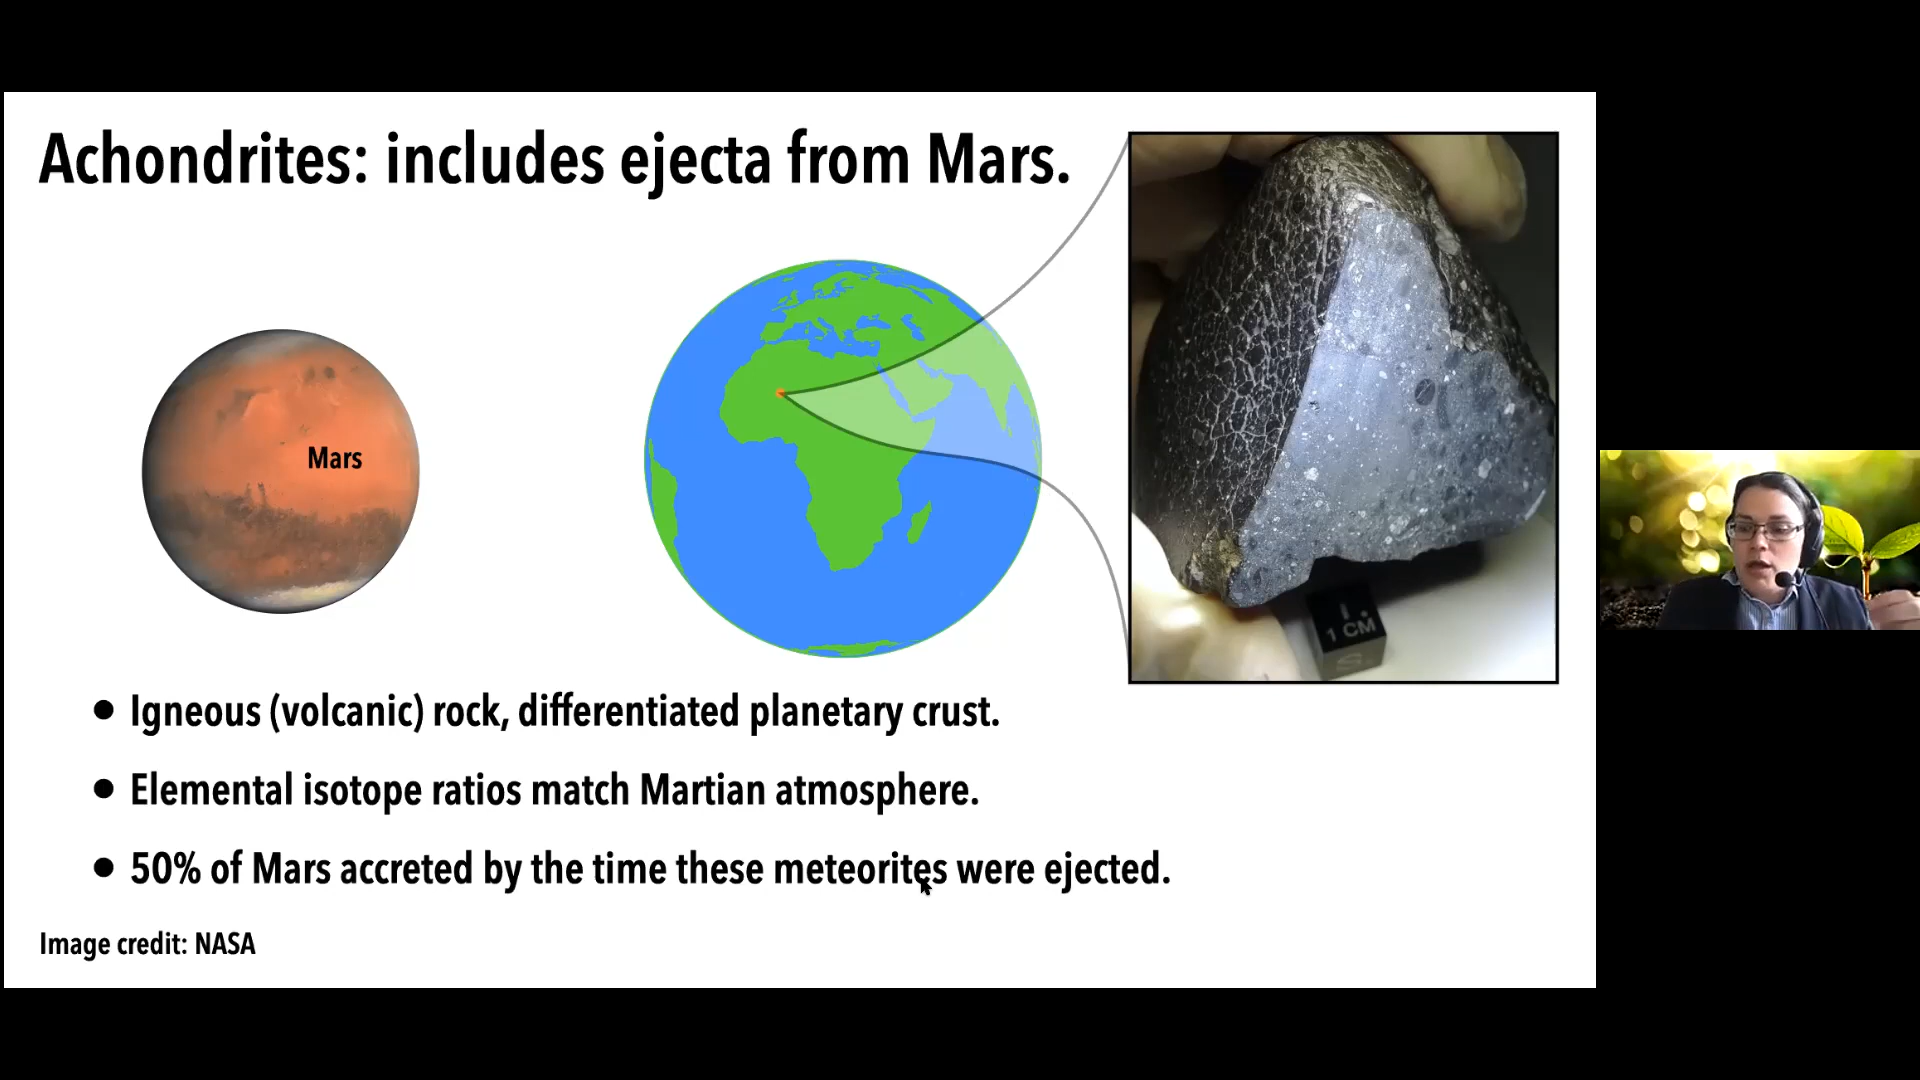 Achondrites: includes ejecta from Mars.
Mars
1 CM
• Igneous (volcanic) rock, differentiated planetary crust.
• Elemental isotope ratios match Martian atmosphere.
• 50% of Mars accreted by the time these meteorites were ejected.
Image credit: NASA